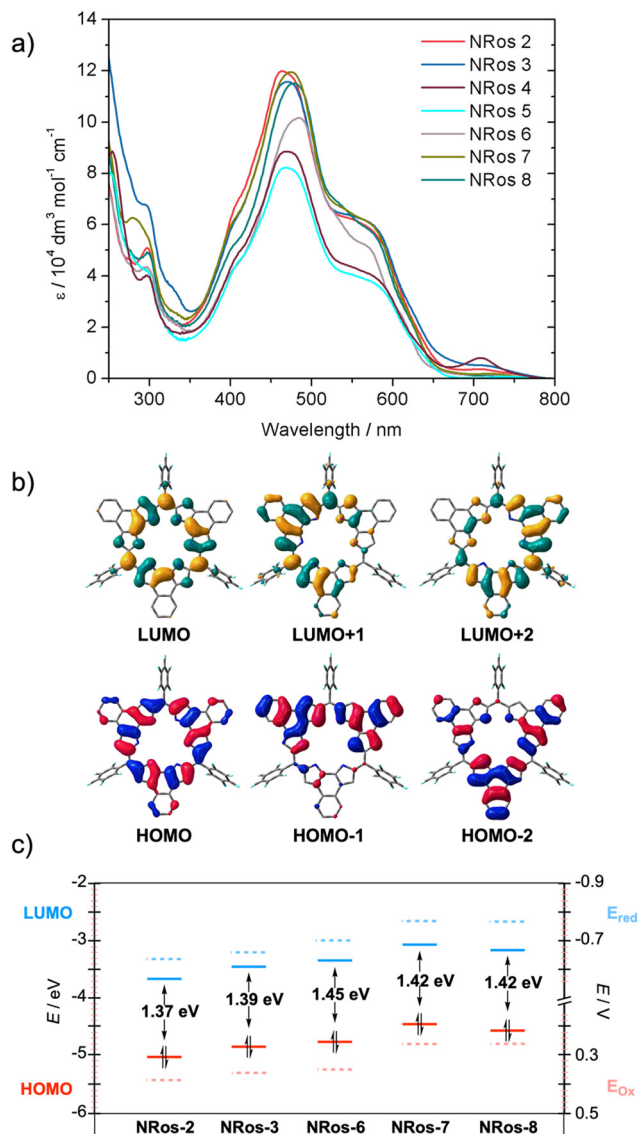 a)
NRos 2
NRos 3
NRos 4
NRos 5
NRos 6
NRos 7
NRos 8
ε / 10⁴ dm³ mol⁻¹ cm⁻¹
14
12
10
8
6
4
2
0
300 400 500 600 700 800
Wavelength / nm
b)
LUMO LUMO+1 LUMO+2
HOMO HOMO-1 HOMO-2
c)
-2 -0.9
LUMO E_red
-3 -0.7
1.37 eV 1.39 eV 1.45 eV 1.42 eV 1.42 eV
E / eV E / V
-4
-5 0.3
HOMO E_Ox
-6 0.5
NRos-2 NRos-3 NRos-6 NRos-7 NRos-8